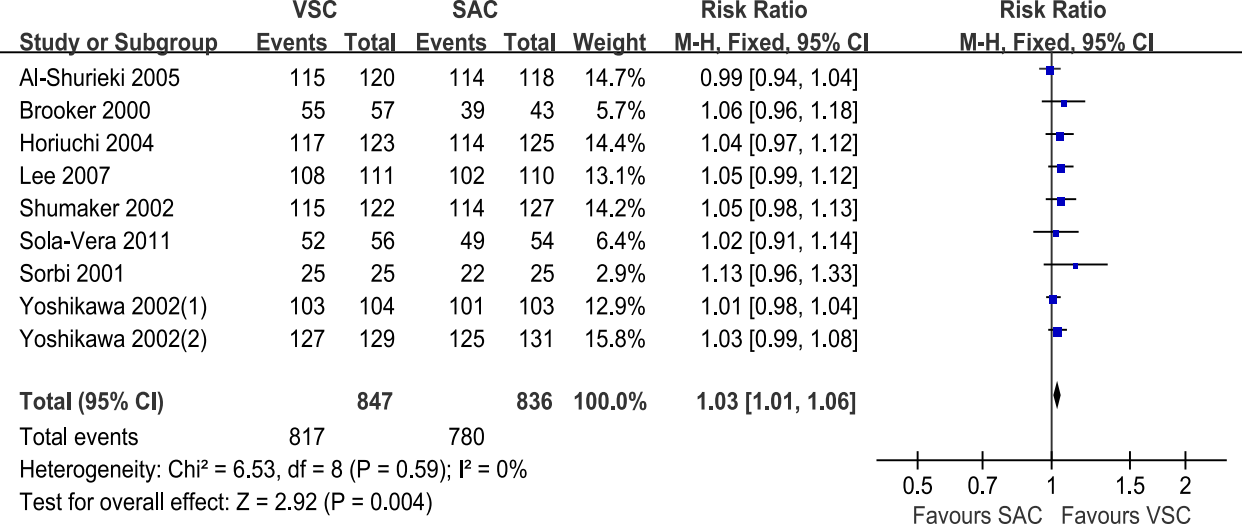 VSC SAC Risk Ratio Risk Ratio
Study or Subgroup Events Total Events Total Weight M-H, Fixed, 95% CI M-H, Fixed, 95% CI
Al-Shurieki 2005 115 120 114 118 14.7% 0.99 [0.94, 1.04]
Brooker 2000 55 57 39 43 5.7% 1.06 [0.96, 1.18]
Horiuchi 2004 117 123 114 125 14.4% 1.04 [0.97, 1.12]
Lee 2007 108 111 102 110 13.1% 1.05 [0.99, 1.12]
Shumaker 2002 115 122 114 127 14.2% 1.05 [0.98, 1.13]
Sola-Vera 2011 52 56 49 54 6.4% 1.02 [0.91, 1.14]
Sorbi 2001 25 25 22 25 2.9% 1.13 [0.96, 1.33]
Yoshikawa 2002(1) 103 104 101 103 12.9% 1.01 [0.98, 1.04]
Yoshikawa 2002(2) 127 129 125 131 15.8% 1.03 [0.99, 1.08]
Total (95% CI) 847 836 100.0% 1.03 [1.01, 1.06]
Total events 817 780
Heterogeneity: Chi² = 6.53, df = 8 (P = 0.59); I² = 0%
Test for overall effect: Z = 2.92 (P = 0.004)
0.5 0.7 1 1.5 2
Favours SAC Favours VSC